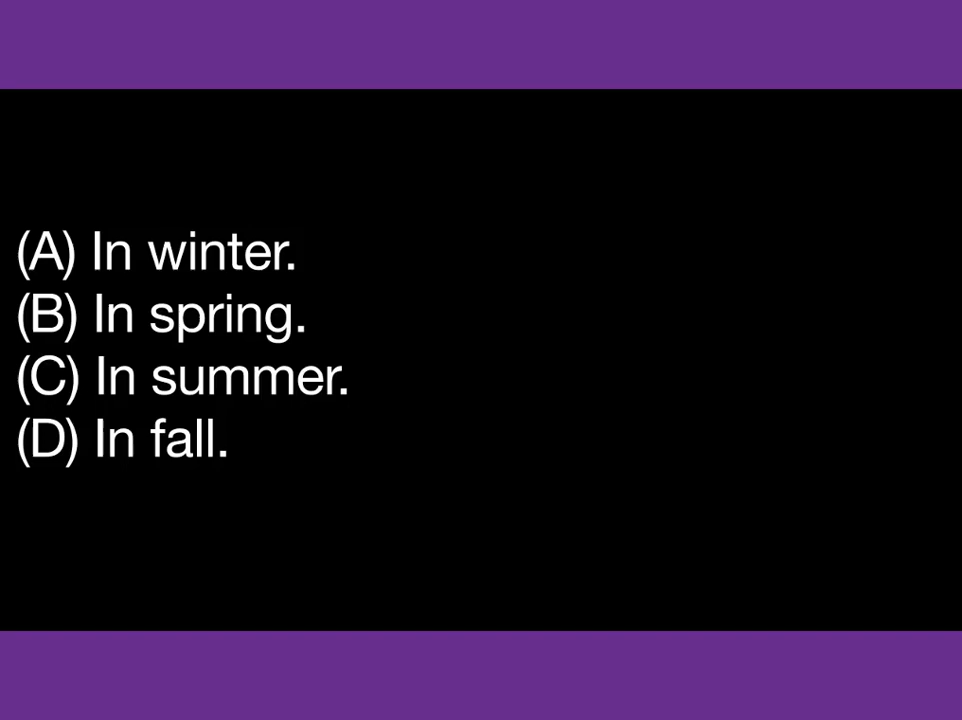 (A) In winter.
(B) In spring.
(C) In summer.
(D) In fall.